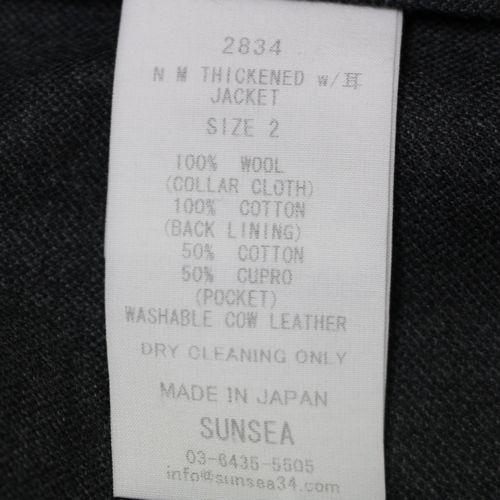 2834
N M THICKENED w/耳
JACKET
SIZE 2
100% WOOL
(COLLAR CLOTH)
100% COTTON
(BACK LINING)
50% COTTON
50% CUPRO
(POCKET)
WASHABLE COW LEATHER
DRY CLEANING ONLY
MADE IN JAPAN
SUNSEA
03-6435-5505
info@sunsea34.com